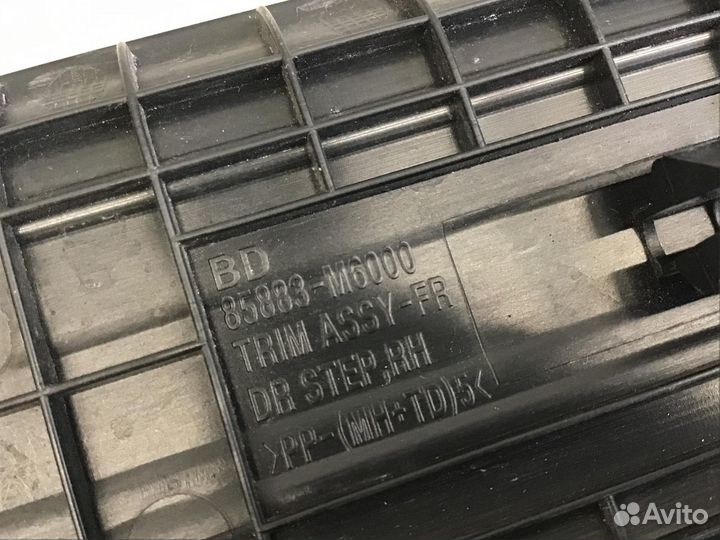 BD
85883-M6000
TRIM ASSY-FR
DR STEP,RH
>PP-(MH+TD)5<
Avito